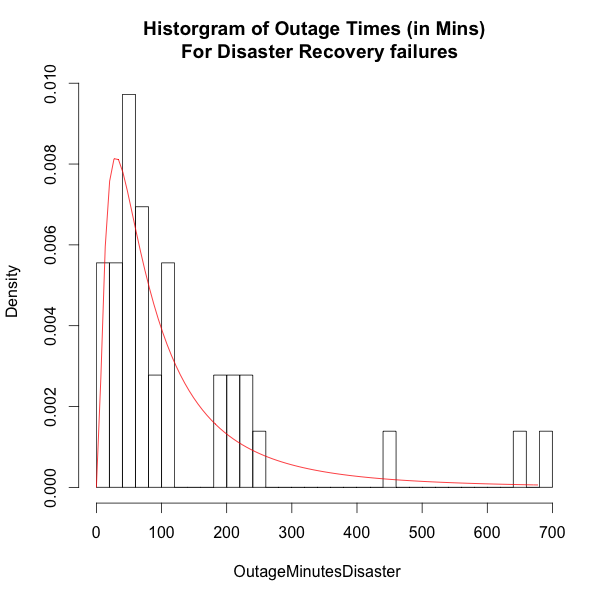 Historgram of Outage Times (in Mins)
For Disaster Recovery failures
Density
0.010
0.008
0.006
0.004
0.002
0.000
0 100 200 300 400 500 600 700
OutageMinutesDisaster